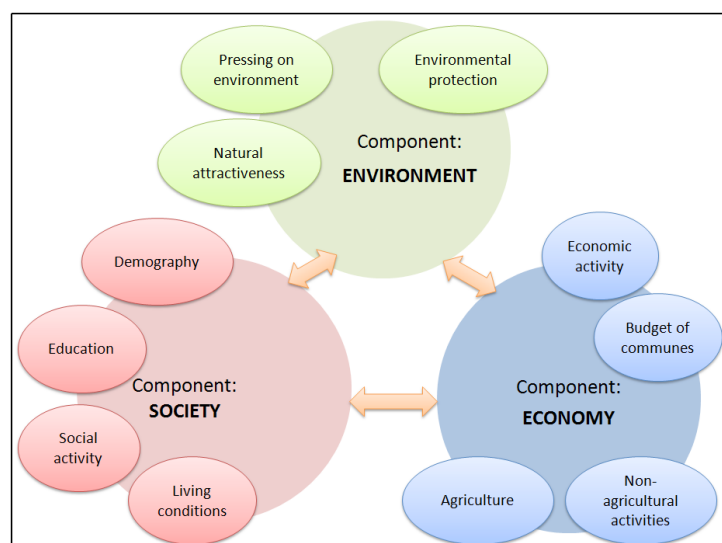 Pressing on
environment
Environmental
protection
Natural
attractiveness
Component:
ENVIRONMENT
Demography
Education
Social
activity
Living
conditions
Component:
SOCIETY
Economic
activity
Budget of
communes
Component:
ECONOMY
Agriculture
Non-
agricultural
activities